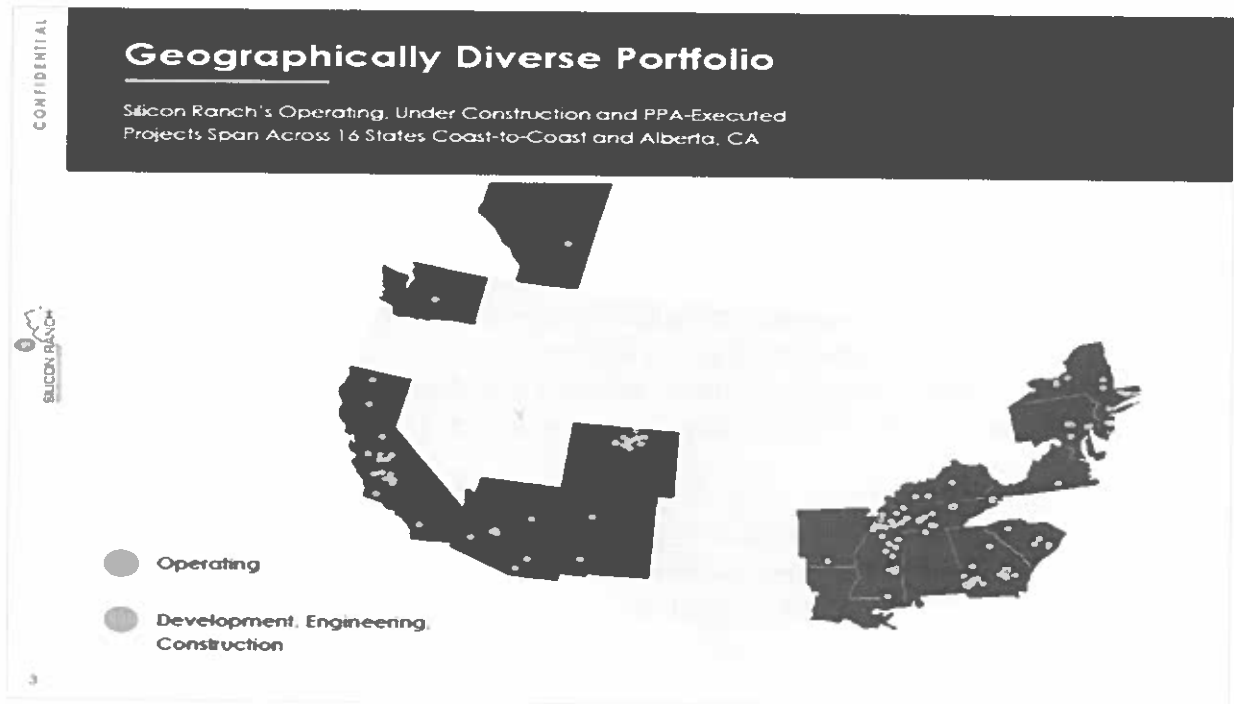 CONFIDENTIAL
Geographically Diverse Portfolio
Silicon Ranch's Operating, Under Construction and PPA-Executed
Projects Span Across 16 States Coast-to-Coast and Alberta, CA
SILICON RANCH
Operating
Development, Engineering,
Construction
3